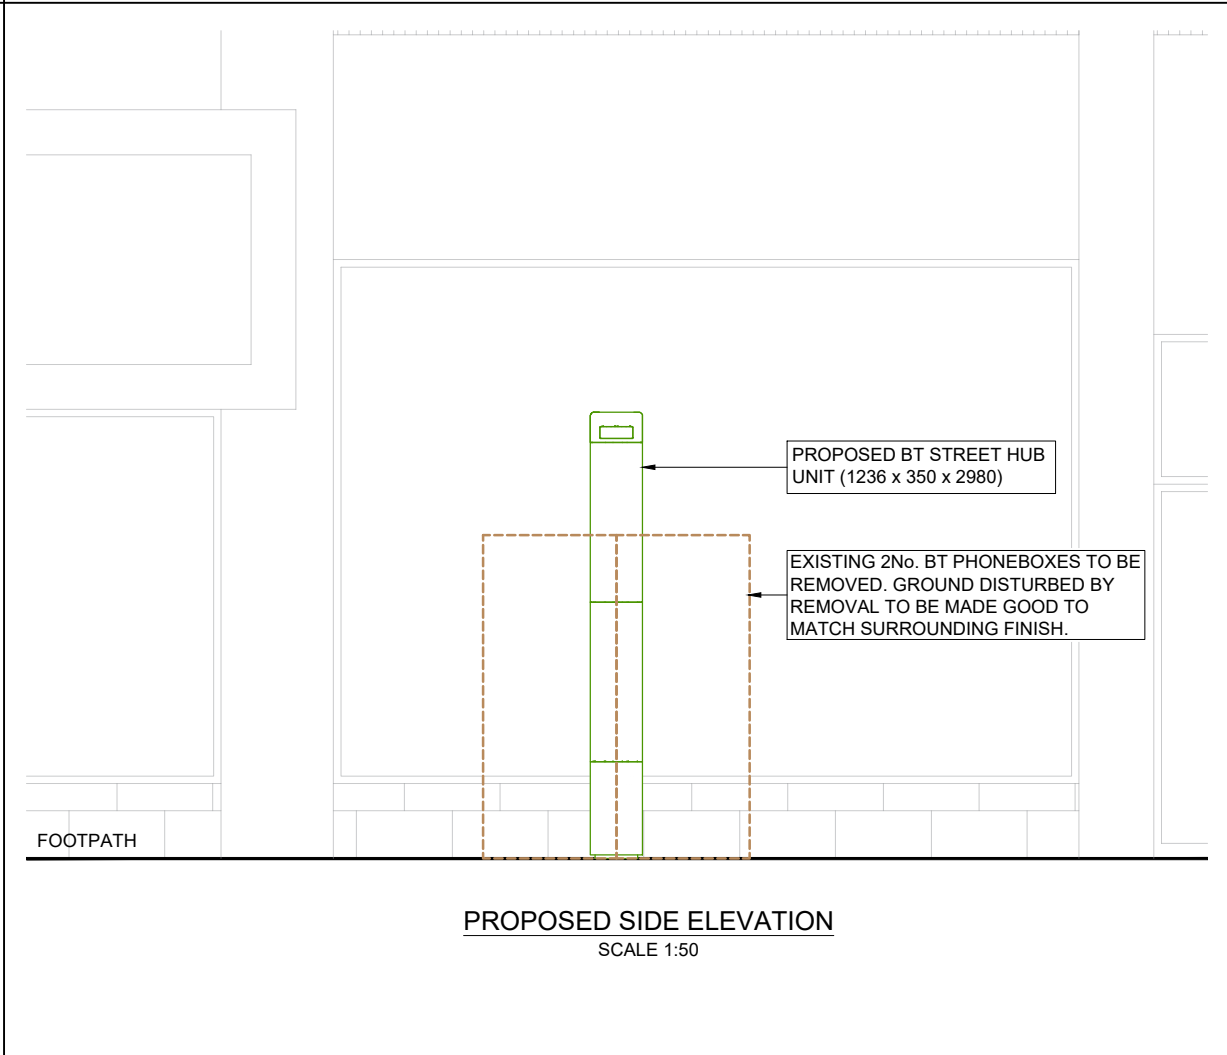 PROPOSED BT STREET HUB
UNIT (1236 x 350 x 2980)
EXISTING 2No. BT PHONEBOXES TO BE
REMOVED. GROUND DISTURBED BY
REMOVAL TO BE MADE GOOD TO
MATCH SURROUNDING FINISH.
FOOTPATH
PROPOSED SIDE ELEVATION
SCALE 1:50